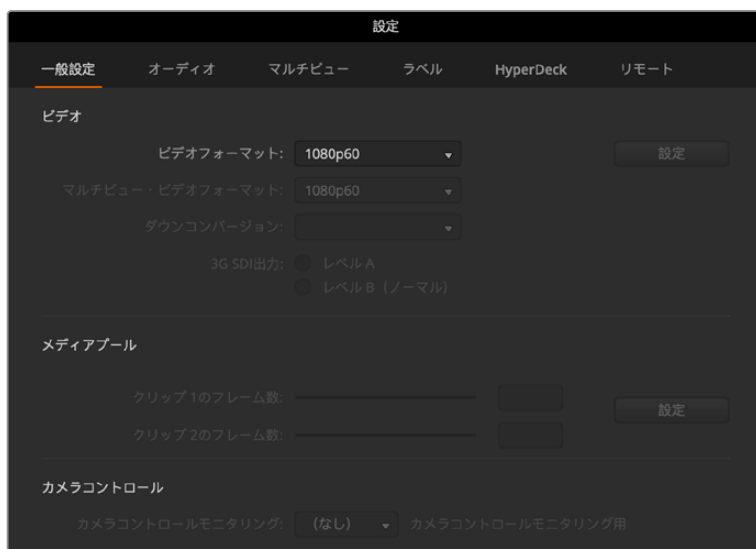 設定
一般設定 オーディオ マルチビュー ラベル HyperDeck リモート
ビデオ
ビデオフォーマット: 1080p60 設定
マルチビュー・ビデオフォーマット: 1080p60
ダウンコンバージョン:
3G SDI出力: レベル A
レベル B（ノーマル）
メディアプール
クリップ 1のフレーム数:
設定
クリップ 2のフレーム数:
カメラコントロール
カメラコントロールモニタリング: （なし） カメラコントロールモニタリング用